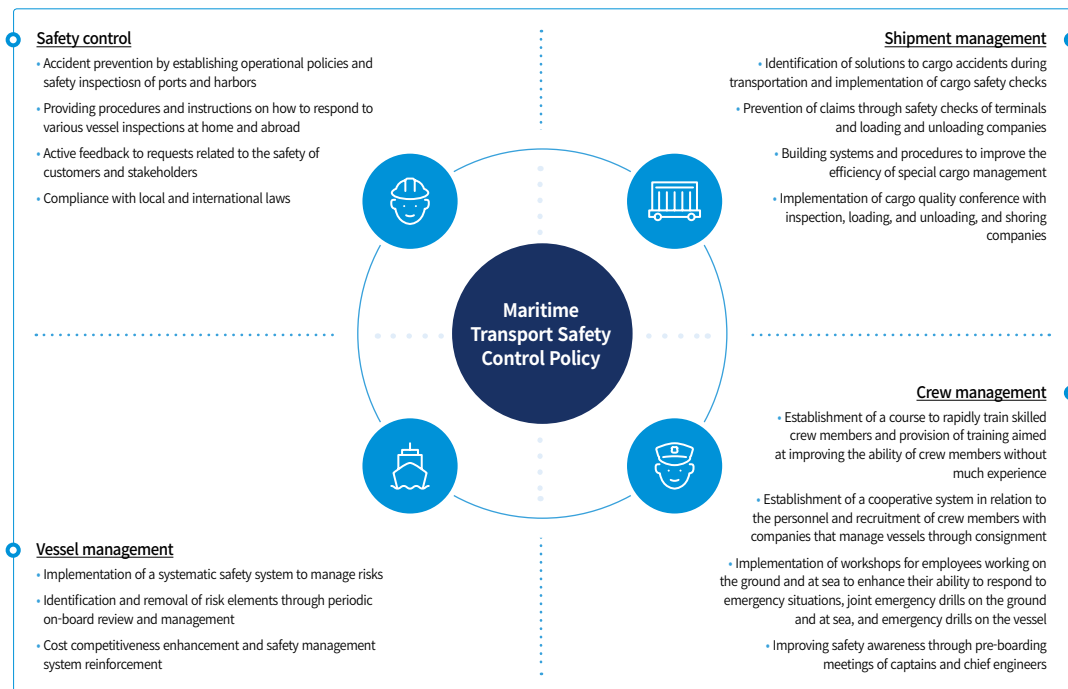 Safety control
• Accident prevention by establishing operational policies and
safety inspectiosn of ports and harbors
• Providing procedures and instructions on how to respond to
various vessel inspections at home and abroad
• Active feedback to requests related to the safety of
customers and stakeholders
• Compliance with local and international laws
Shipment management
• Identification of solutions to cargo accidents during
transportation and implementation of cargo safety checks
• Prevention of claims through safety checks of terminals
and loading and unloading companies
• Building systems and procedures to improve the
efficiency of special cargo management
• Implementation of cargo quality conference with
inspection, loading, and unloading, and shoring
companies
Maritime
Transport Safety
Control Policy
Vessel management
• Implementation of a systematic safety system to manage risks
• Identification and removal of risk elements through periodic
on-board review and management
• Cost competitiveness enhancement and safety management
system reinforcement
Crew management
• Establishment of a course to rapidly train skilled
crew members and provision of training aimed
at improving the ability of crew members without
much experience
• Establishment of a cooperative system in relation to
the personnel and recruitment of crew members with
companies that manage vessels through consignment
• Implementation of workshops for employees working on
the ground and at sea to enhance their ability to respond to
emergency situations, joint emergency drills on the ground
and at sea, and emergency drills on the vessel
• Improving safety awareness through pre-boarding
meetings of captains and chief engineers